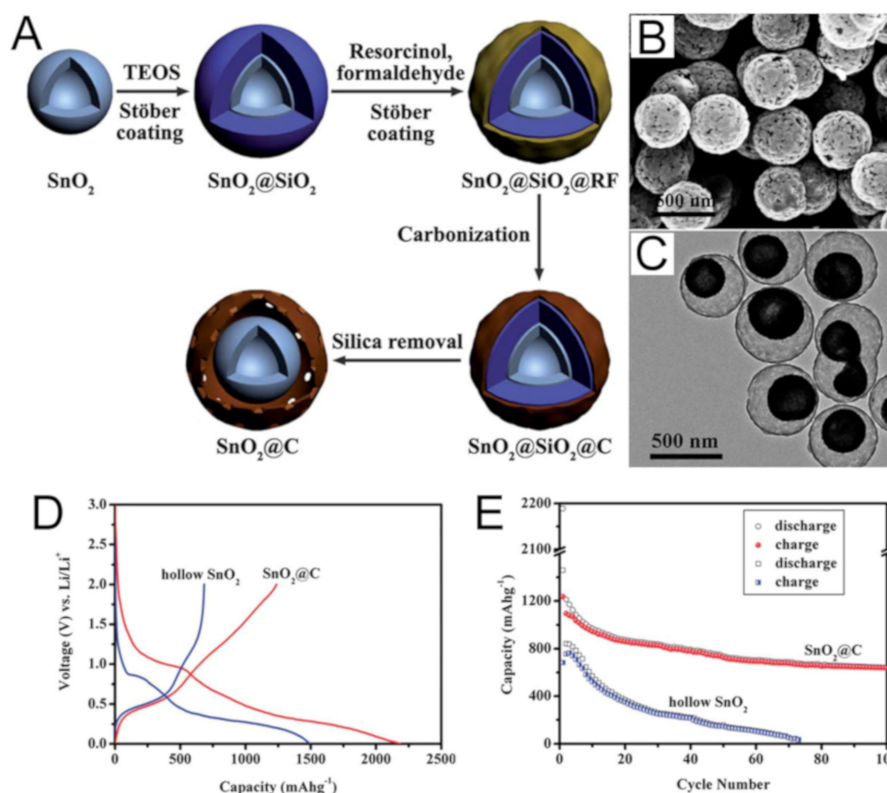 A
TEOS
Stöber
coating
Resorcinol,
formaldehyde
Stöber
coating
SnO₂
SnO₂@SiO₂
SnO₂@SiO₂@RF
Carbonization
Silica removal
SnO₂@C
SnO₂@SiO₂@C
B
500 nm
C
500 nm
D
Voltage (V) vs. Li/Li⁺
3.0
2.5
2.0
1.5
1.0
0.5
0.0
hollow SnO₂
SnO₂@C
0 500 1000 1500 2000 2500
Capacity (mAhg⁻¹)
E
Capacity (mAhg⁻¹)
2200
2100
1200
800
400
0
discharge
charge
discharge
charge
SnO₂@C
hollow SnO₂
0 20 40 60 80
Cycle Number